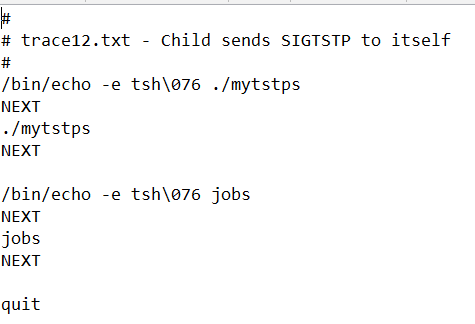 #
# trace12.txt - Child sends SIGTSTP to itself
#
/bin/echo -e tsh\076 ./mytstps
NEXT
./mytstps
NEXT
/bin/echo -e tsh\076 jobs
NEXT
jobs
NEXT
quit